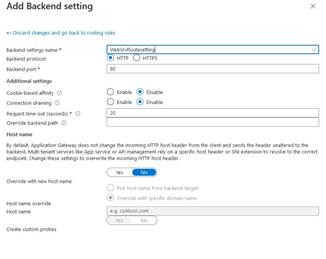 Add Backend setting
← Discard changes and go back to routing rules
Backend settings name *
WebSniRoutesetting
Backend protocol
HTTP HTTPS
Backend port *
80
Additional settings
Cookie-based affinity
Enable Disable
Connection draining
Enable Disable
Request time-out (seconds) *
20
Override backend path
Host name
By default, Application Gateway does not change the incoming HTTP host header from the client and sends the header unaltered to the
backend. Multi-tenant services like App service or API management rely on a specific host header or SNI extension to resolve to the correct
endpoint. Change these settings to overwrite the incoming HTTP host header.
Yes No
Override with new host name
Pick host name from backend target
Host name override
Override with specific domain name
Host name
e.g. contoso.com
Yes No
Create custom probes